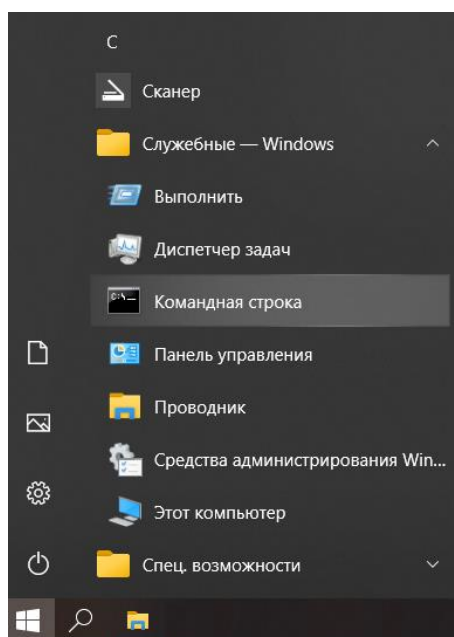 С
Сканер
Служебные — Windows
Выполнить
Диспетчер задач
C:\_
Командная строка
Панель управления
Проводник
Средства администрирования Win...
Этот компьютер
Спец. возможности